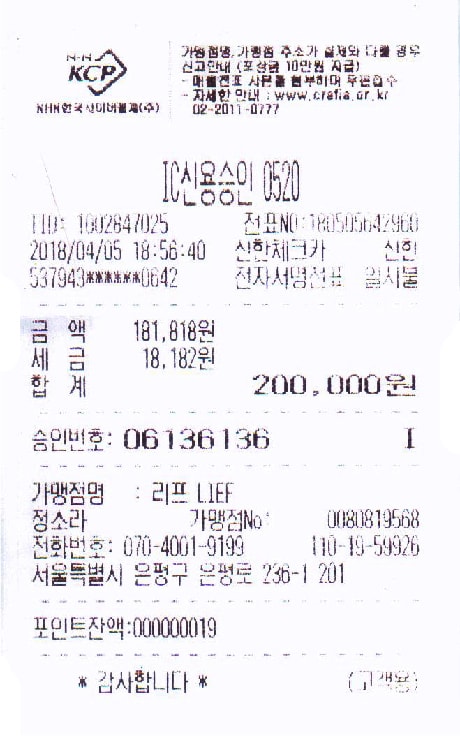 가맹점명, 가맹점 주소가 실제와 다를 경우
신고안내 (포상금 10만원 지급)
- 매출전표 사본을 첨부하여 우편접수
- 자세한 안내 : www.crefia.or.kr
02-2011-0777
N-N
KCP
NHN한국사이버결제(주)
IC신용승인 0520
TID: 1002847025 전표NO:180505642960
2018/04/05 18:56:40 신한체크카 신한
537943******0642 전자서명전표 일시불
금 액 181,818원
세 금 18,182원
합 계 200,000원
승인번호: 06136136 I
가맹점명 : 리프 LIEF
정소라 가맹점No: 0080819568
전화번호: 070-4001-9199 110-19-59926
서울특별시 은평구 은평로 236-1 201
포인트잔액:000000019
* 감사합니다 * (고객용)